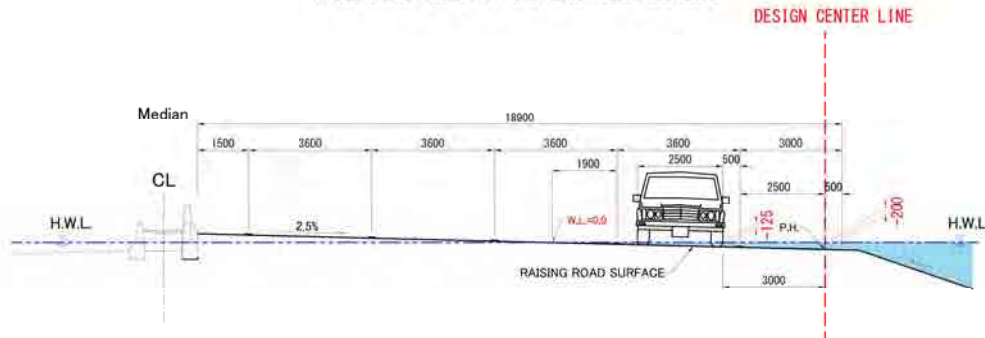 DESIGN CENTER LINE
Median
18900
1500
3600
3600
3600
3600
3000
1900
2500
500
2500
500
CL
H.W.L.
2.5%
W.L.=0.0
-125
P.H.
-200
H.W.L
RAISING ROAD SURFACE
3000